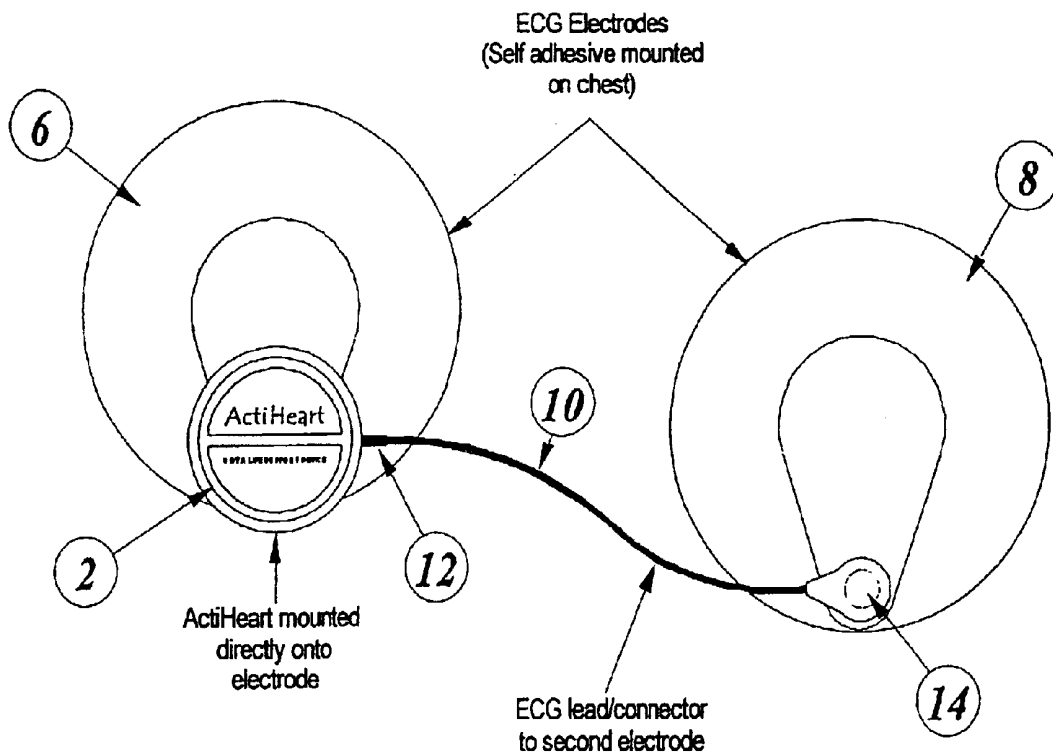 ECG Electrodes
(Self adhesive mounted
on chest)
6
8
ActiHeart
10
2
12
ActiHeart mounted
directly onto
electrode
14
ECG lead/connector
to second electrode